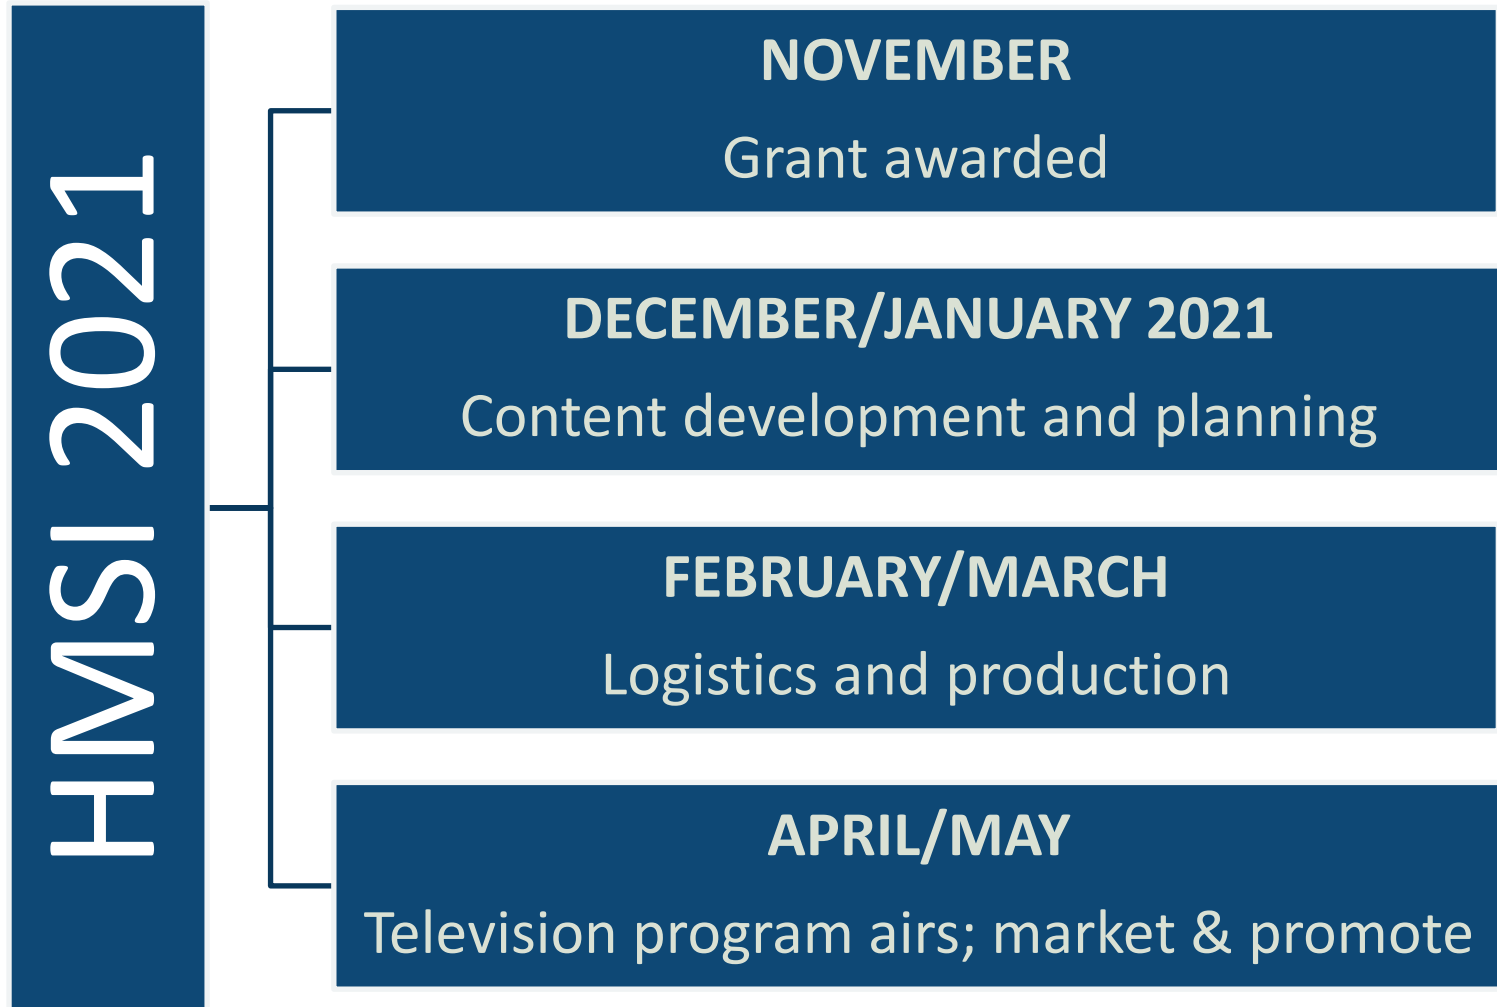 HMSI 2021
NOVEMBER
Grant awarded
DECEMBER/JANUARY 2021
Content development and planning
FEBRUARY/MARCH
Logistics and production
APRIL/MAY
Television program airs; market & promote